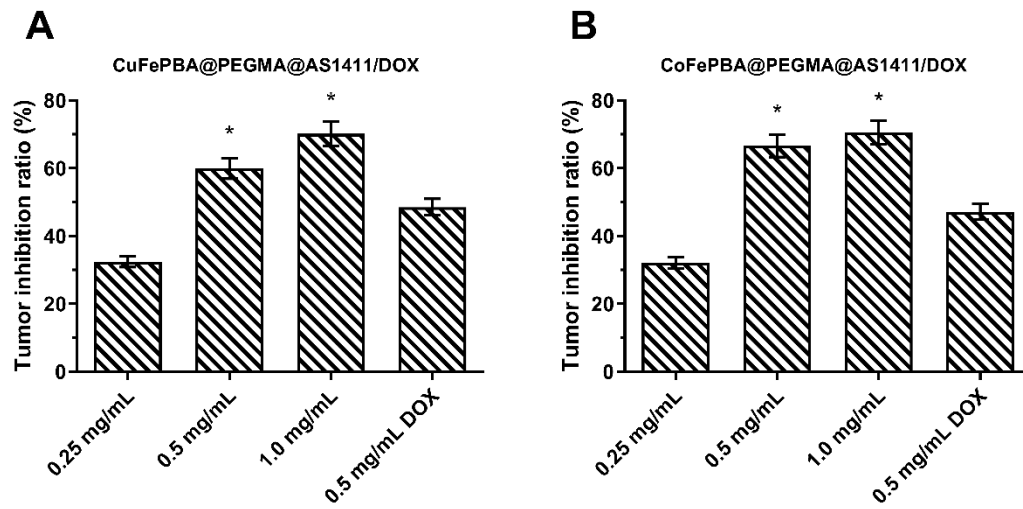 A
CuFePBA@PEGMA@AS1411/DOX
Tumor inhibition ratio (%)
80
60
40
20
0
*
*
0.25 mg/mL
0.5 mg/mL
1.0 mg/mL
0.5 mg/mL DOX
B
CoFePBA@PEGMA@AS1411/DOX
Tumor inhibition ratio (%)
80
60
40
20
0
*
*
0.25 mg/mL
0.5 mg/mL
1.0 mg/mL
0.5 mg/mL DOX